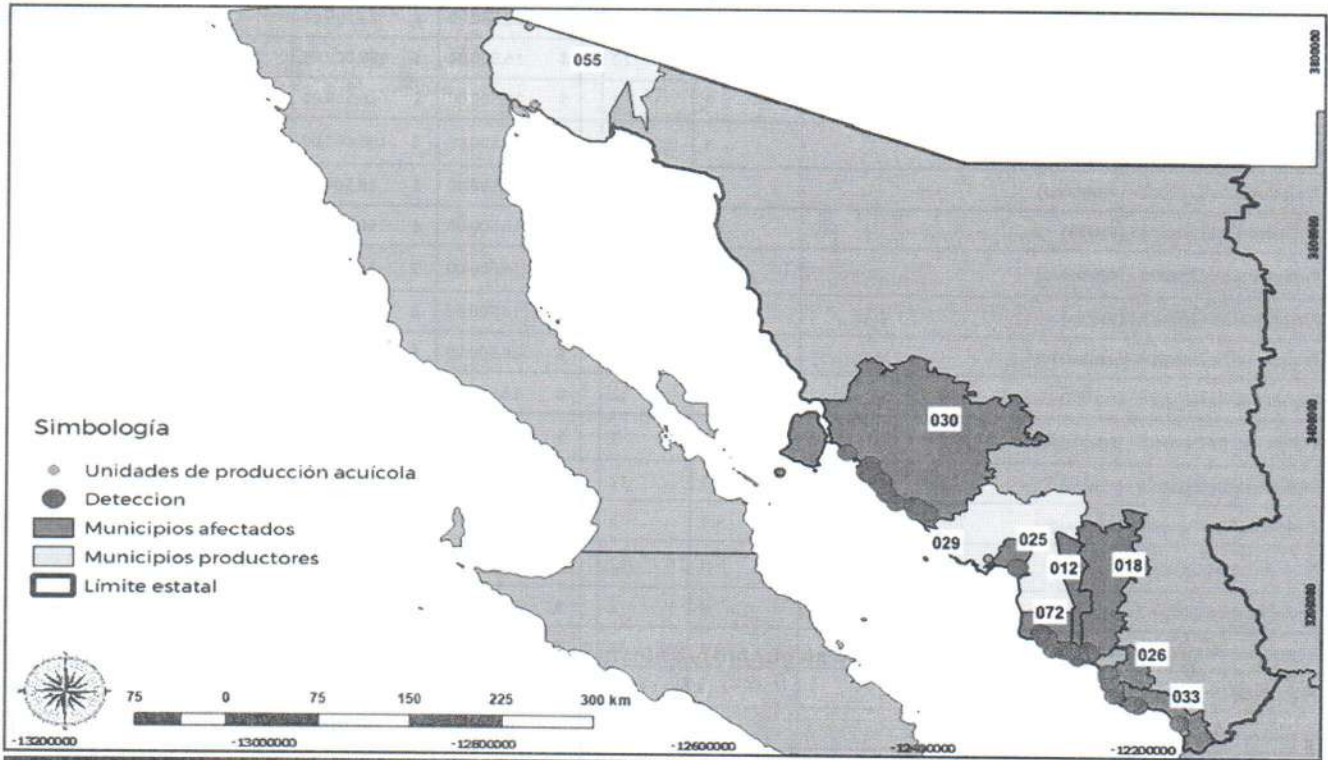 055
3800000
3600000
030
3400000
Simbología
Unidades de producción acuícola
Deteccion
Municipios afectados
Municipios productores
Límite estatal
029
025
012
018
072
3200000
026
033
75 0 75 150 225 300 km
-13200000 -13000000 -12800000 -12600000 -12400000 -12200000